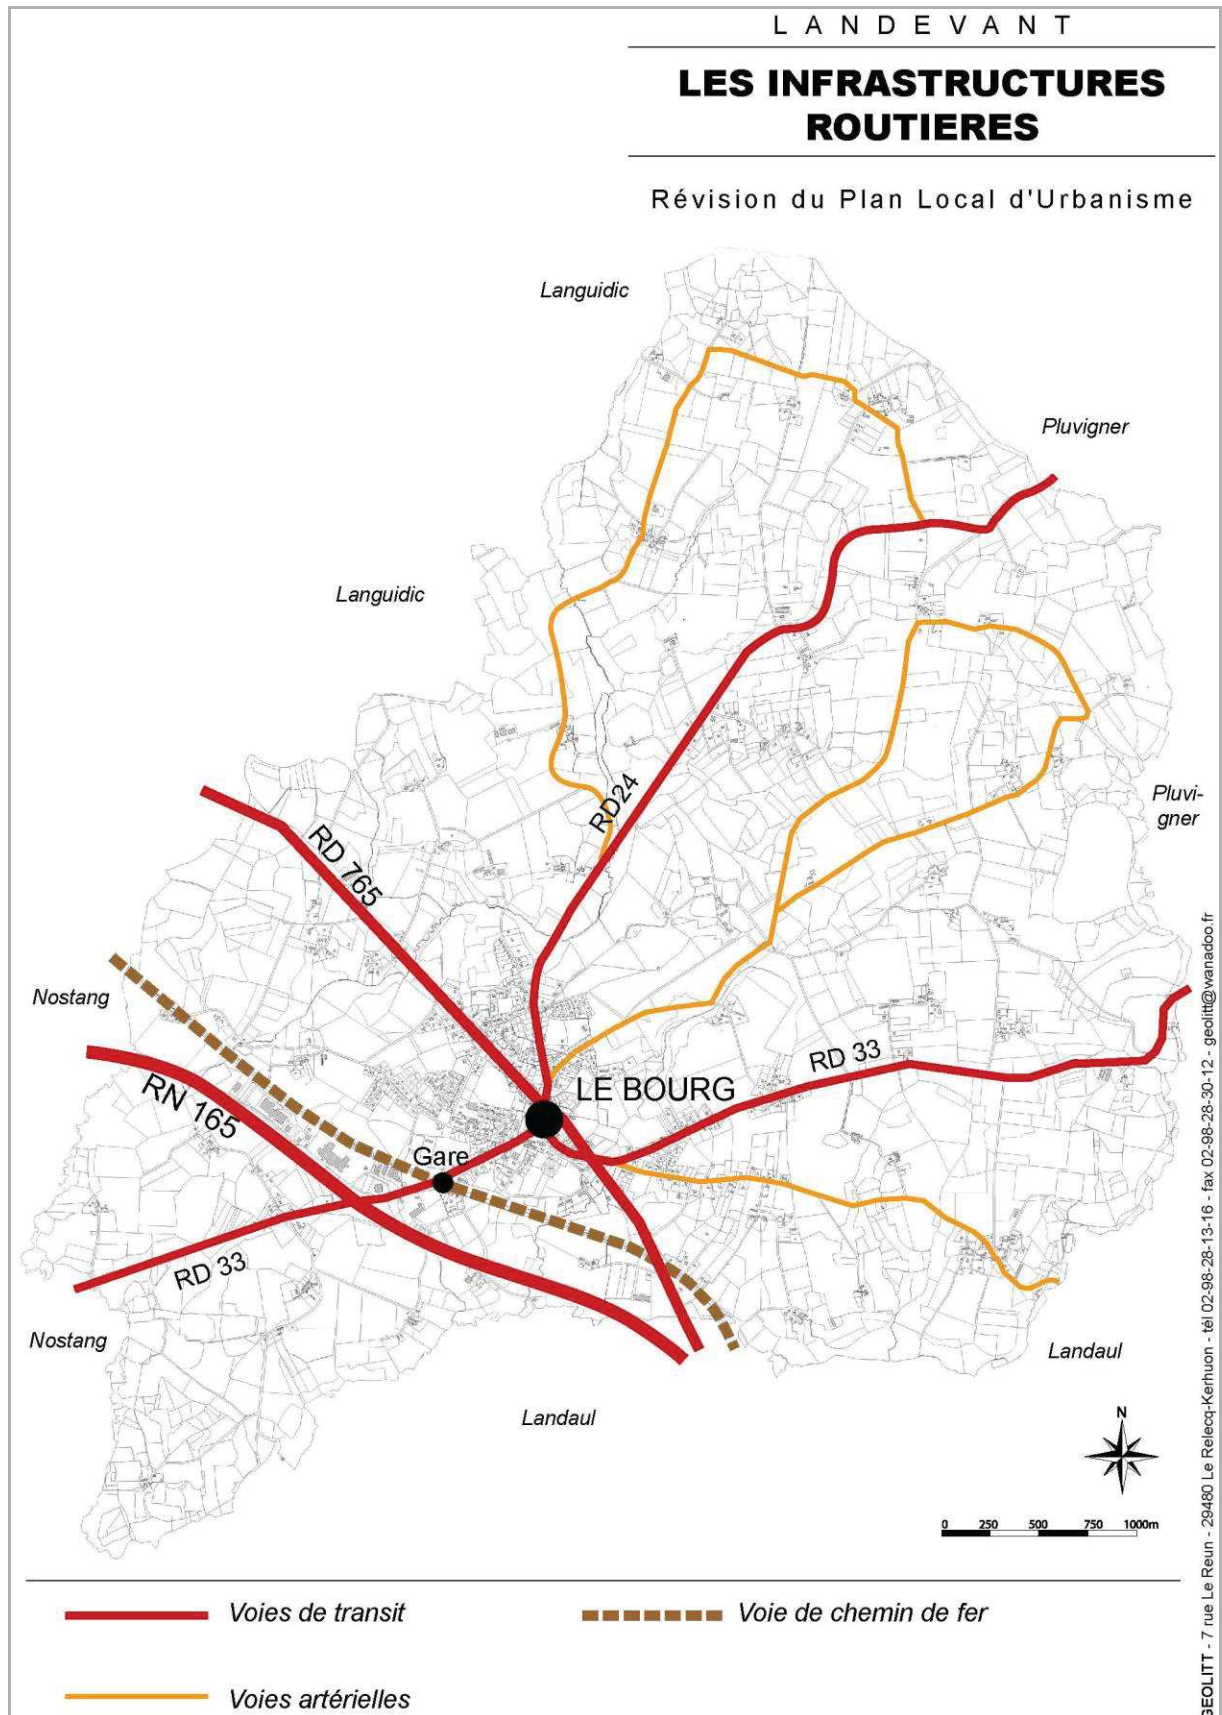 LANDEVANT
LES INFRASTRUCTURES
ROUTIERES
Révision du Plan Local d'Urbanisme
Languidic
Pluvigner
Languidic
RD24
Pluvi-
gner
RD 765
Nostang
RD 33
LE BOURG
RN 165
Gare
RD 33
Nostang
Landaul
Landaul
N
0 250 500 750 1000m
Voies de transit
Voie de chemin de fer
Voies artérielles
GEOLITT - 7 rue Le Reun - 29480 Le Relecq-Kerhuon - tél 02-98-28-13-16 - fax 02-98-28-30-12 - geolitt@wanadoo.fr